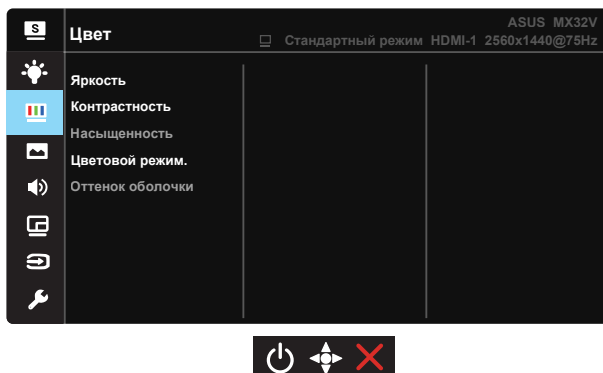 S
Цвет
ASUS MX32V
Стандартный режим HDMI-1 2560x1440@75Hz
Яркость
Контрастность
Насыщенность
Цветовой режим.
Оттенок оболочки